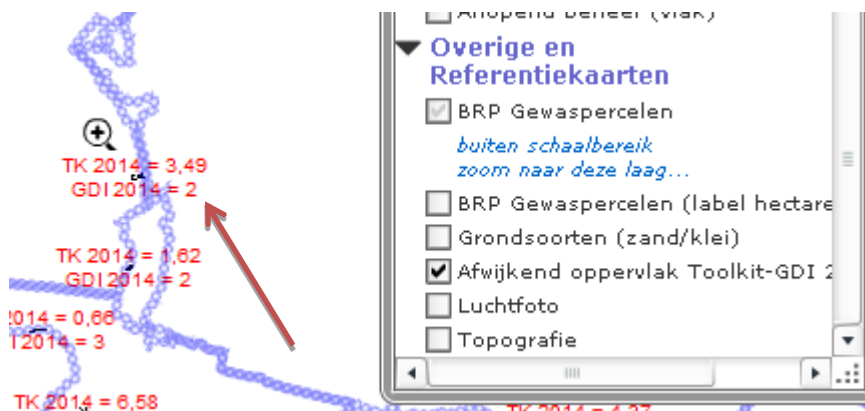 TK 2014 = 3,49
GDI 2014 = 2
TK 2014 = 1,62
GDI 2014 = 2
2014 = 0,66
2014 = 3
TK 2014 = 6,58
beheer (vlak)
Overige en
Referentiekaarten
BRP Gewaspercelen
buiten schaalbereik
zoom naar deze laag...
BRP Gewaspercelen (label hectare
Grondsoorten (zand/klei)
Afwijkend oppervlak Toolkit-GDI 2
Luchtfoto
Topografie